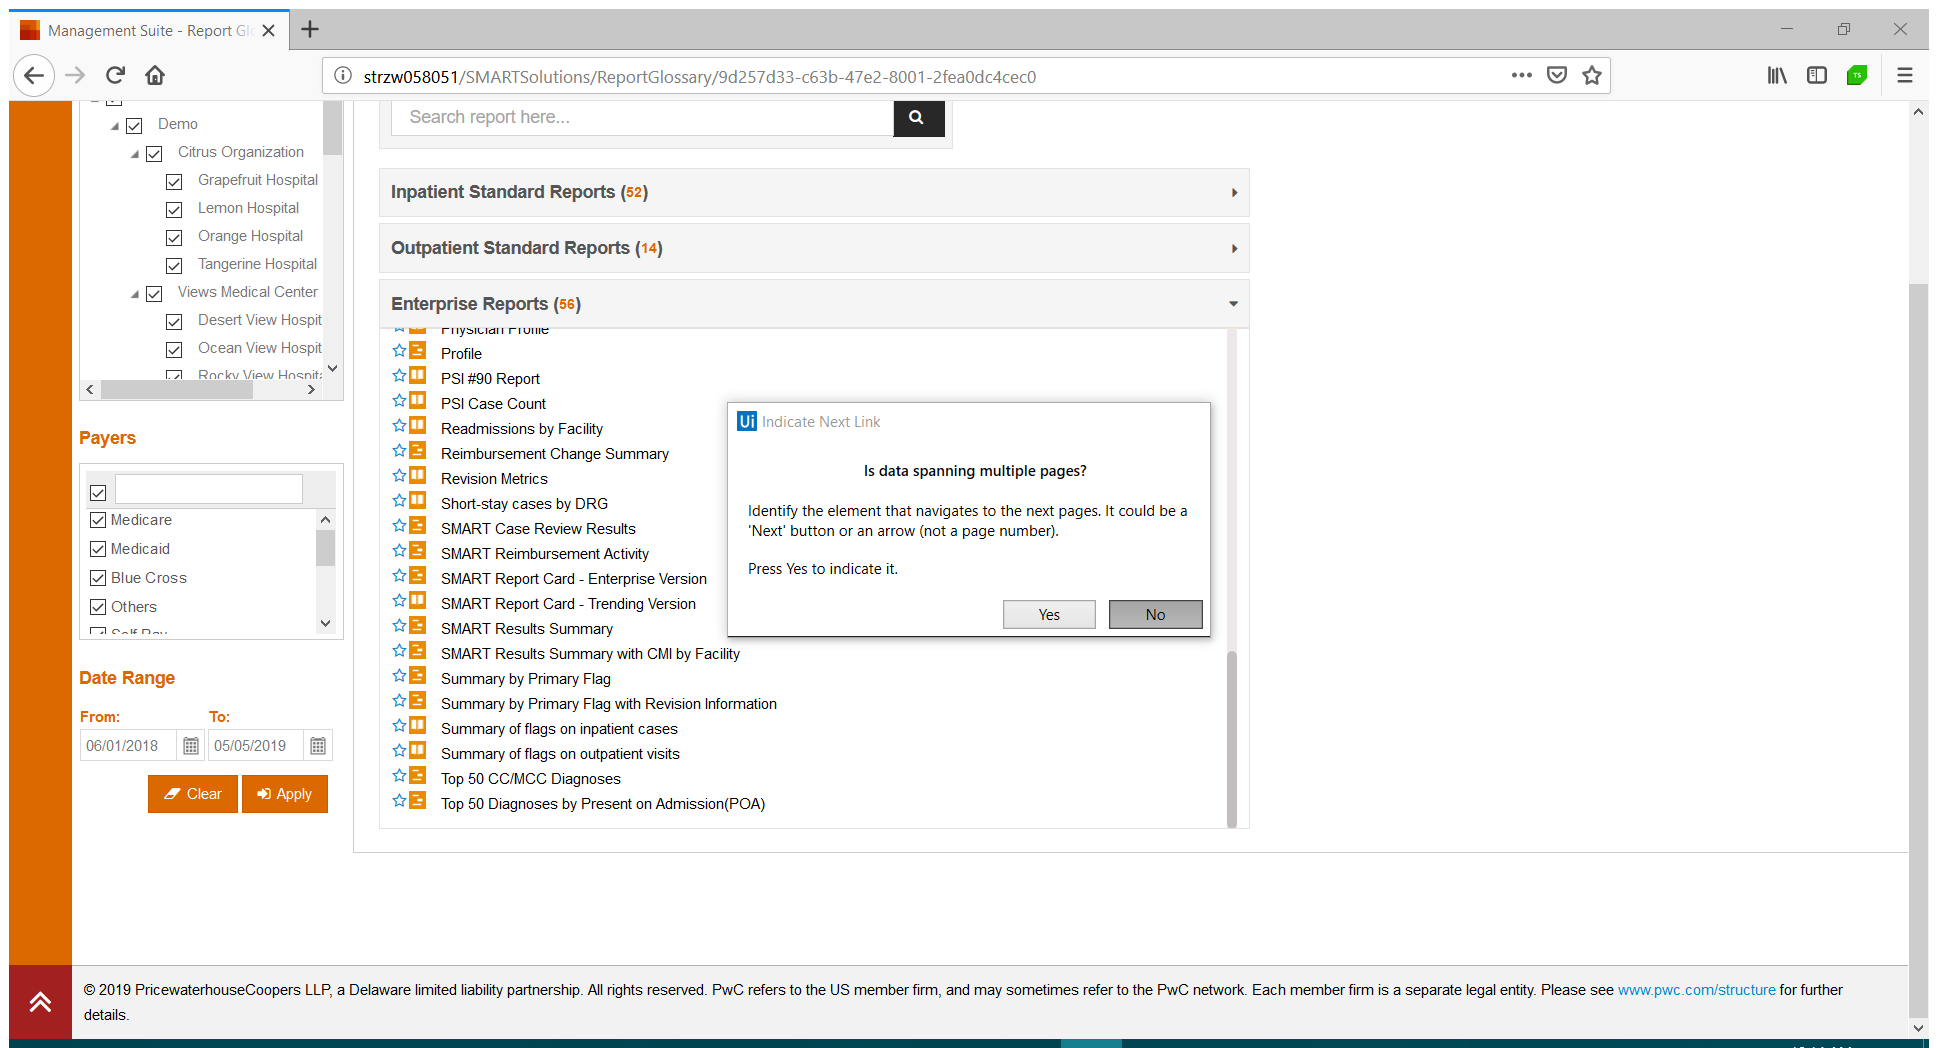 Management Suite - Report Gl
strzw058051/SMARTSolutions/ReportGlossary/9d257d33-c63b-47e2-8001-2fea0dc4cec0
TS
Demo
Citrus Organization
Grapefruit Hospital
Lemon Hospital
Orange Hospital
Tangerine Hospital
Views Medical Center
Desert View Hospit
Ocean View Hospit
Rocky View Hospita
Payers
Medicare
Medicaid
Blue Cross
Others
Self Pay
Date Range
From: To:
06/01/2018 05/05/2019
Clear Apply
Search report here...
Inpatient Standard Reports (52)
Outpatient Standard Reports (14)
Enterprise Reports (56)
Physician Profile
Profile
PSI #90 Report
PSI Case Count
Readmissions by Facility
Reimbursement Change Summary
Revision Metrics
Short-stay cases by DRG
SMART Case Review Results
SMART Reimbursement Activity
SMART Report Card - Enterprise Version
SMART Report Card - Trending Version
SMART Results Summary
SMART Results Summary with CMI by Facility
Summary by Primary Flag
Summary by Primary Flag with Revision Information
Summary of flags on inpatient cases
Summary of flags on outpatient visits
Top 50 CC/MCC Diagnoses
Top 50 Diagnoses by Present on Admission(POA)
Ui Indicate Next Link
Is data spanning multiple pages?
Identify the element that navigates to the next pages. It could be a
'Next' button or an arrow (not a page number).
Press Yes to indicate it.
Yes No
© 2019 PricewaterhouseCoopers LLP, a Delaware limited liability partnership. All rights reserved. PwC refers to the US member firm, and may sometimes refer to the PwC network. Each member firm is a separate legal entity. Please see www.pwc.com/structure for further
details.